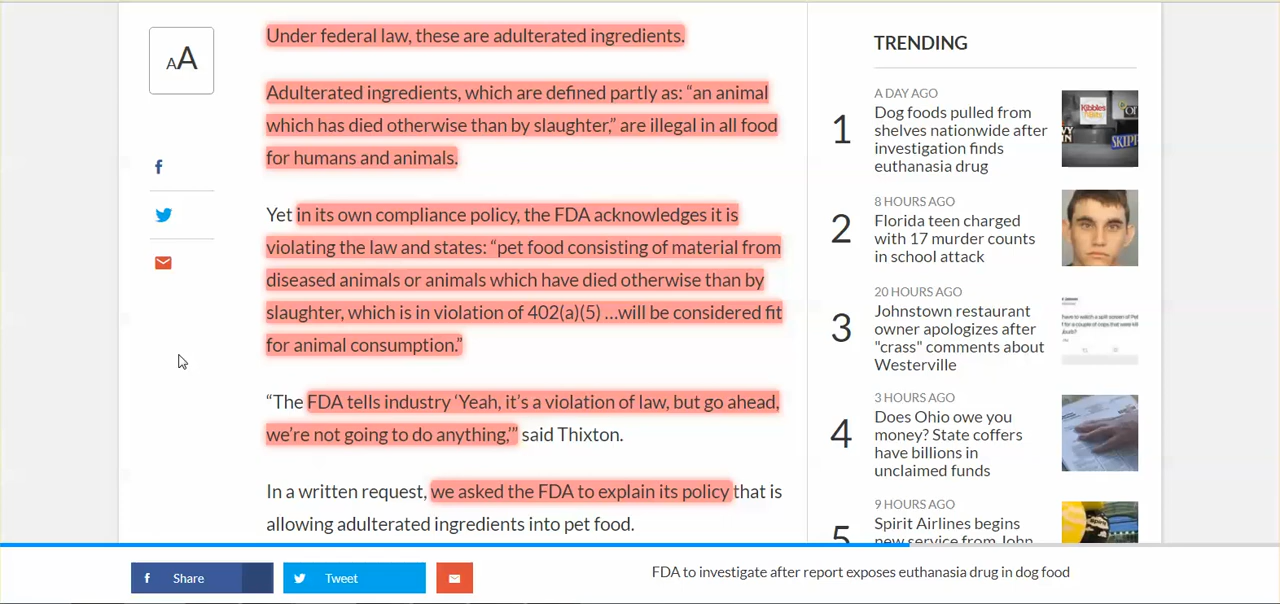 AA
Under federal law, these are adulterated ingredients.
Adulterated ingredients, which are defined partly as: “an animal
which has died otherwise than by slaughter,” are illegal in all food
for humans and animals.
Yet in its own compliance policy, the FDA acknowledges it is
violating the law and states: “pet food consisting of material from
diseased animals or animals which have died otherwise than by
slaughter, which is in violation of 402(a)(5) ...will be considered fit
for animal consumption.”
“The FDA tells industry ‘Yeah, it’s a violation of law, but go ahead,
we’re not going to do anything,’” said Thixton.
In a written request, we asked the FDA to explain its policy that is
allowing adulterated ingredients into pet food.
TRENDING
1
A DAY AGO
Dog foods pulled from
shelves nationwide after
investigation finds
euthanasia drug
Kibbles
SKIPP
2
8 HOURS AGO
Florida teen charged
with 17 murder counts
in school attack
3
20 HOURS AGO
Johnstown restaurant
owner apologizes after
"crass" comments about
Westerville
4
3 HOURS AGO
Does Ohio owe you
money? State coffers
have billions in
unclaimed funds
5
9 HOURS AGO
Spirit Airlines begins
new service from John
Share
Tweet
FDA to investigate after report exposes euthanasia drug in dog food